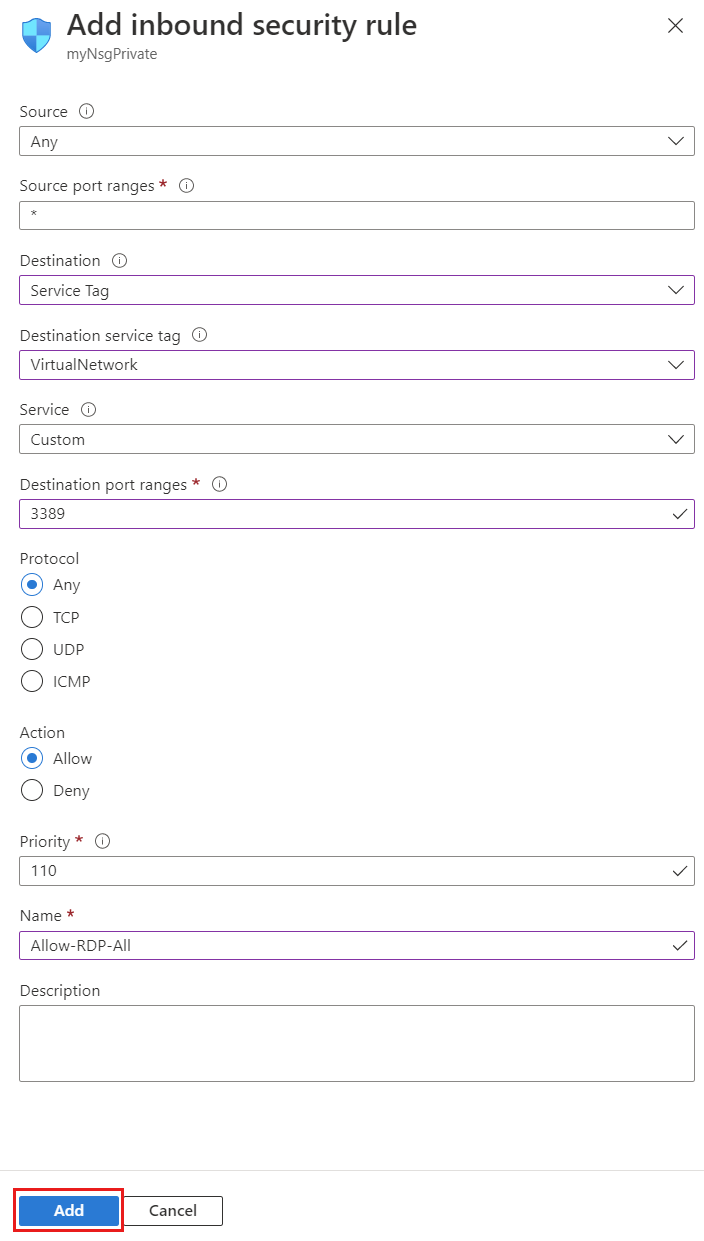 Add inbound security rule
myNsgPrivate
Source
Any
Source port ranges *
*
Destination
Service Tag
Destination service tag
VirtualNetwork
Service
Custom
Destination port ranges *
3389
Protocol
Any
TCP
UDP
ICMP
Action
Allow
Deny
Priority *
110
Name *
Allow-RDP-All
Description
Add Cancel